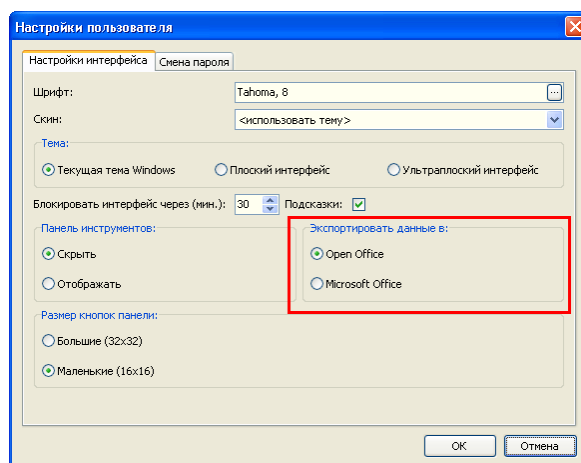 Настройки пользователя
Настройки интерфейса Смена пароля
Шрифт: Tahoma, 8 ...
Скин: <использовать тему>
Тема:
Текущая тема Windows Плоский интерфейс Ультраплоский интерфейс
Блокировать интерфейс через (мин.): 30 Подсказки:
Панель инструментов: Экспортировать данные в:
Скрыть Open Office
Отображать Microsoft Office
Размер кнопок панели:
Большие (32x32)
Маленькие (16x16)
OK Отмена